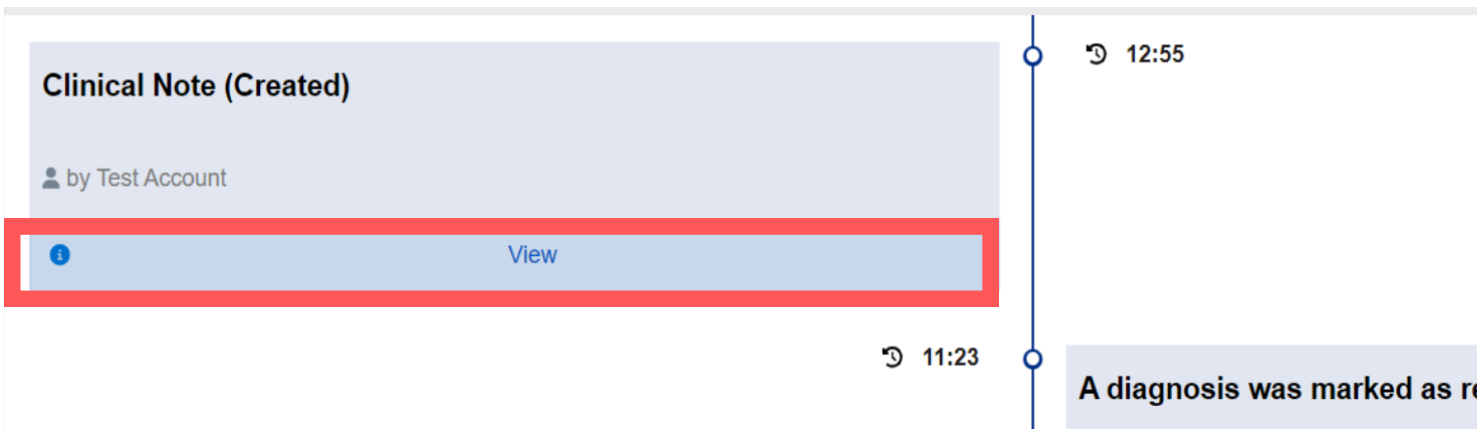 Clinical Note (Created)
12:55
by Test Account
View
11:23
A diagnosis was marked as re